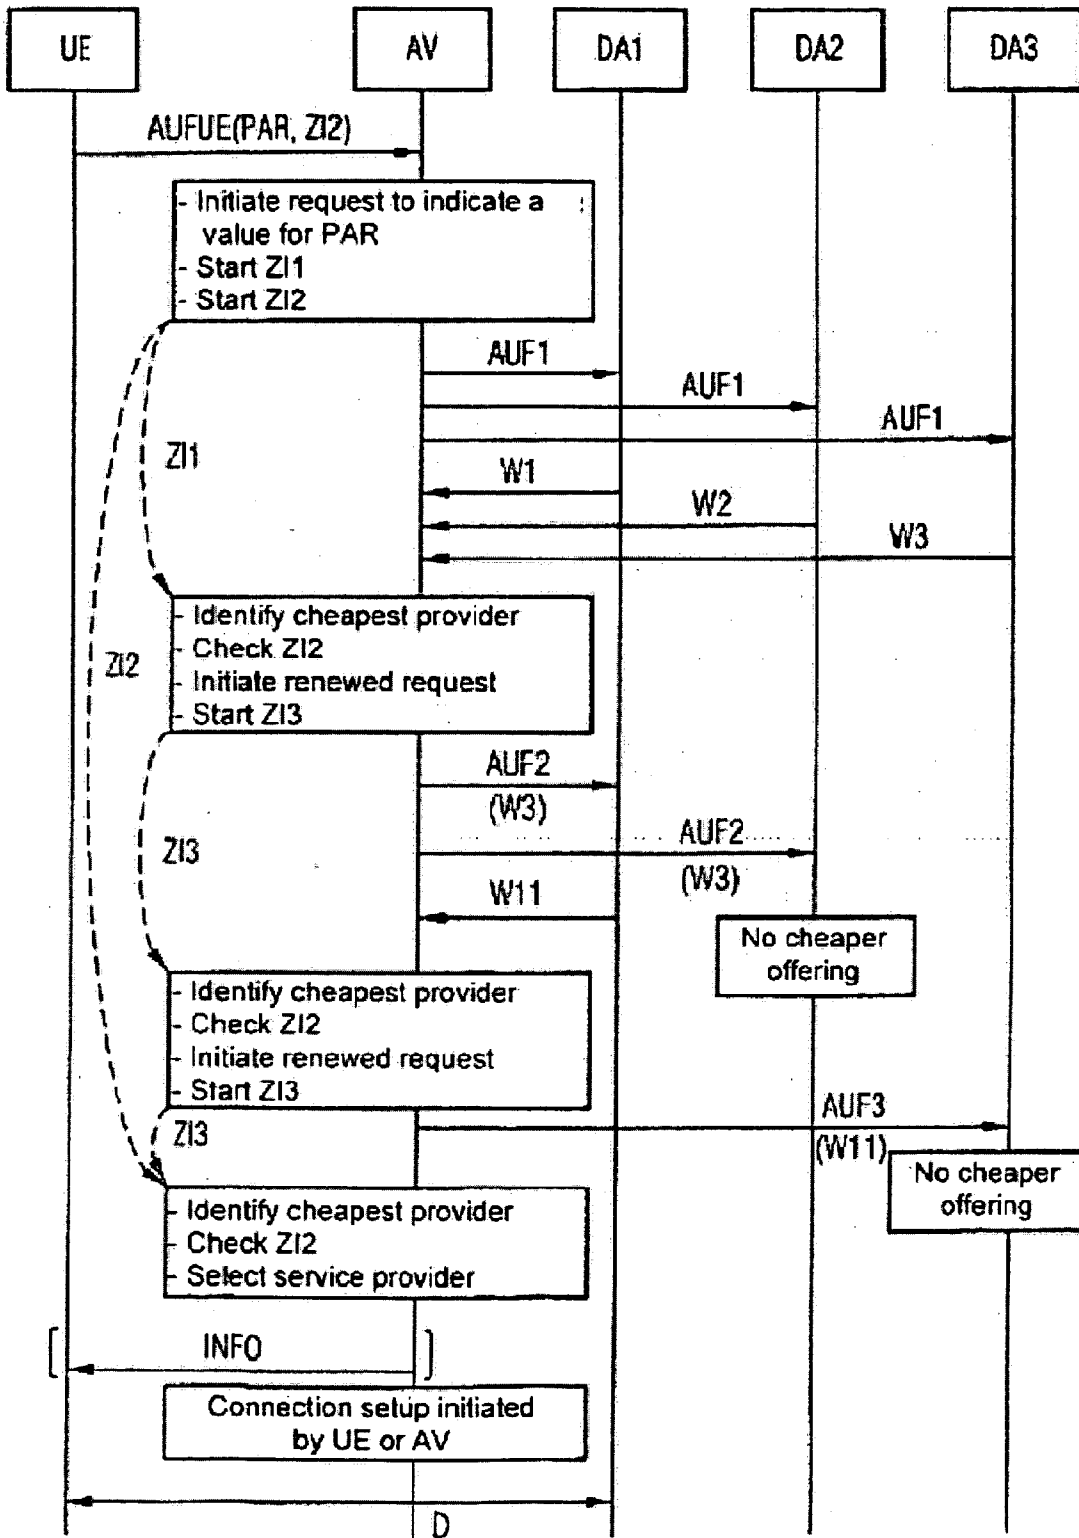 UE
AV
DA1
DA2
DA3
AUFUE(PAR, ZI2)
- Initiate request to indicate a
value for PAR
- Start ZI1
- Start ZI2
AUF1
AUF1
AUF1
ZI1
W1
W2
W3
- Identify cheapest provider
- Check ZI2
- Initiate renewed request
- Start ZI3
ZI2
AUF2
(W3)
AUF2
(W3)
ZI3
W11
No cheaper
offering
- Identify cheapest provider
- Check ZI2
- Initiate renewed request
- Start ZI3
AUF3
(W11)
ZI3
No cheaper
offering
- Identify cheapest provider
- Check ZI2
- Select service provider
[ INFO ]
Connection setup initiated
by UE or AV
D